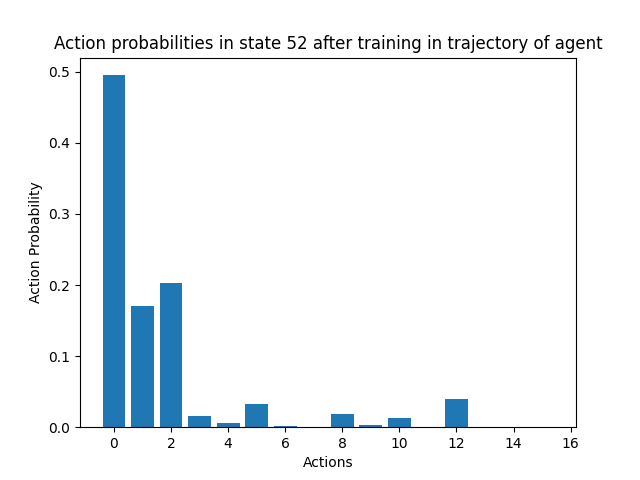 Action probabilities in state 52 after training in trajectory of agent
0.5
0.4
0.3
0.2
0.1
0.0
Action Probability
0 2 4 6 8 10 12 14 16
Actions